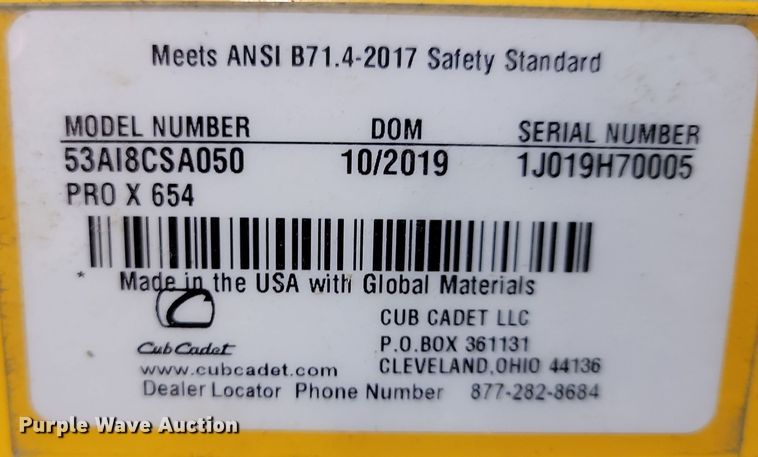 Meets ANSI B71.4-2017 Safety Standard
MODEL NUMBER DOM SERIAL NUMBER
53AI8CSA050 10/2019 1J019H70005
PRO X 654
* Made in the USA with Global Materials
CUB CADET LLC
Cub Cadet P.O.BOX 361131
www.cubcadet.com CLEVELAND,OHIO 44136
Dealer Locator Phone Number 877-282-8684
Purple Wave Auction